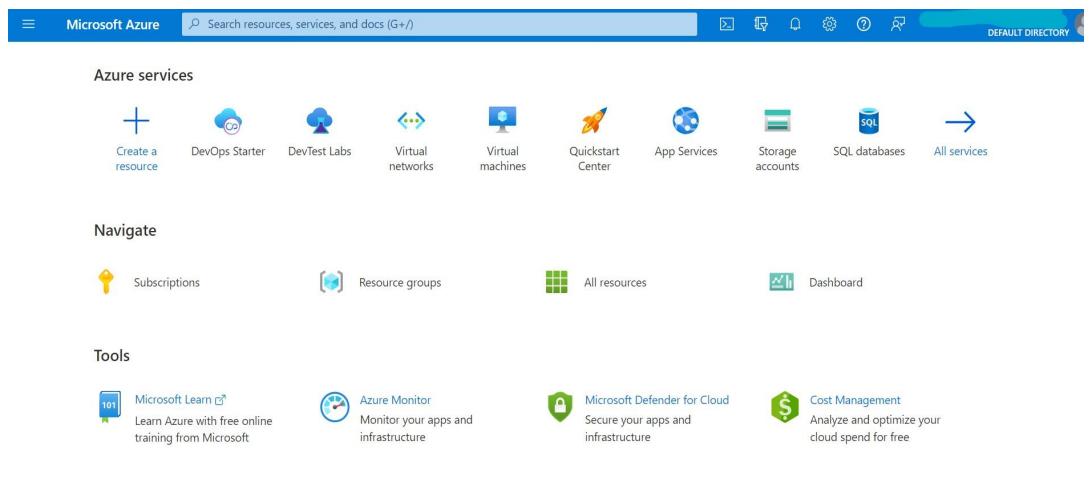 Microsoft Azure
Search resources, services, and docs (G+/)
DEFAULT DIRECTORY
Azure services
Create a
resource
DevOps Starter
DevTest Labs
Virtual
networks
Virtual
machines
Quickstart
Center
App Services
Storage
accounts
SQL
SQL databases
All services
Navigate
Subscriptions
Resource groups
All resources
Dashboard
Tools
101
Microsoft Learn
Learn Azure with free online
training from Microsoft
Azure Monitor
Monitor your apps and
infrastructure
Microsoft Defender for Cloud
Secure your apps and
infrastructure
$
Cost Management
Analyze and optimize your
cloud spend for free